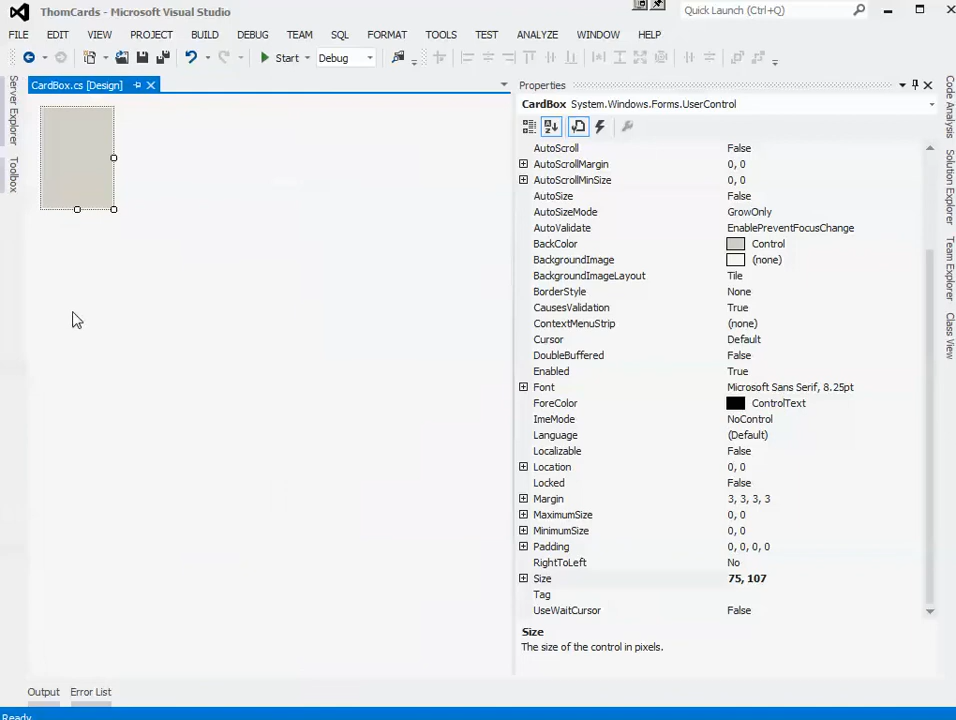 ThomCards - Microsoft Visual Studio
Quick Launch (Ctrl+Q)
FILE EDIT VIEW PROJECT BUILD DEBUG TEAM SQL FORMAT TOOLS TEST ANALYZE WINDOW HELP
Start Debug
CardBox.cs [Design]
Server Explorer
Toolbox
Properties
CardBox System.Windows.Forms.UserControl
AutoScroll False
AutoScrollMargin 0, 0
AutoScrollMinSize 0, 0
AutoSize False
AutoSizeMode GrowOnly
AutoValidate EnablePreventFocusChange
BackColor Control
BackgroundImage (none)
BackgroundImageLayout Tile
BorderStyle None
CausesValidation True
ContextMenuStrip (none)
Cursor Default
DoubleBuffered False
Enabled True
Font Microsoft Sans Serif, 8.25pt
ForeColor ControlText
ImeMode NoControl
Language (Default)
Localizable False
Location 0, 0
Locked False
Margin 3, 3, 3, 3
MaximumSize 0, 0
MinimumSize 0, 0
Padding 0, 0, 0, 0
RightToLeft No
Size 75, 107
Tag
UseWaitCursor False
Size
The size of the control in pixels.
Code Analysis
Solution Explorer
Team Explorer
Class View
Output Error List
Ready